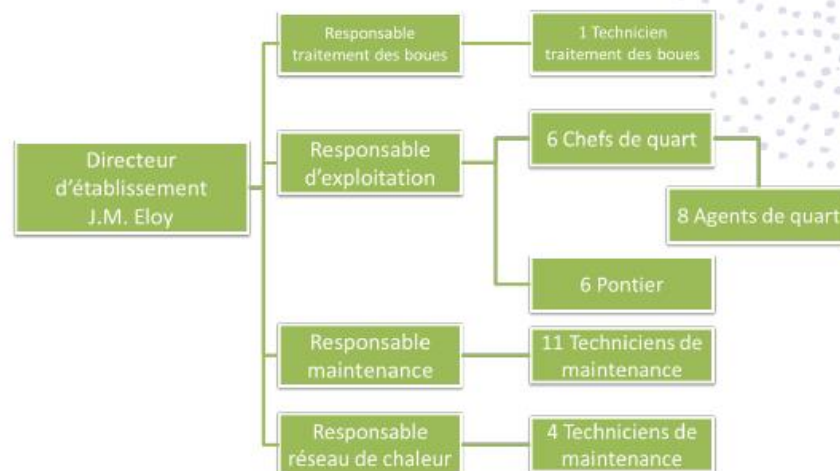 Responsable
traitement des boues
1 Technicien
traitement des boues
Directeur
d'établissement
J.M. Eloy
Responsable
d'exploitation
6 Chefs de quart
8 Agents de quart
6 Pontier
Responsable
maintenance
11 Techniciens de
maintenance
Responsable
réseau de chaleur
4 Techniciens de
maintenance